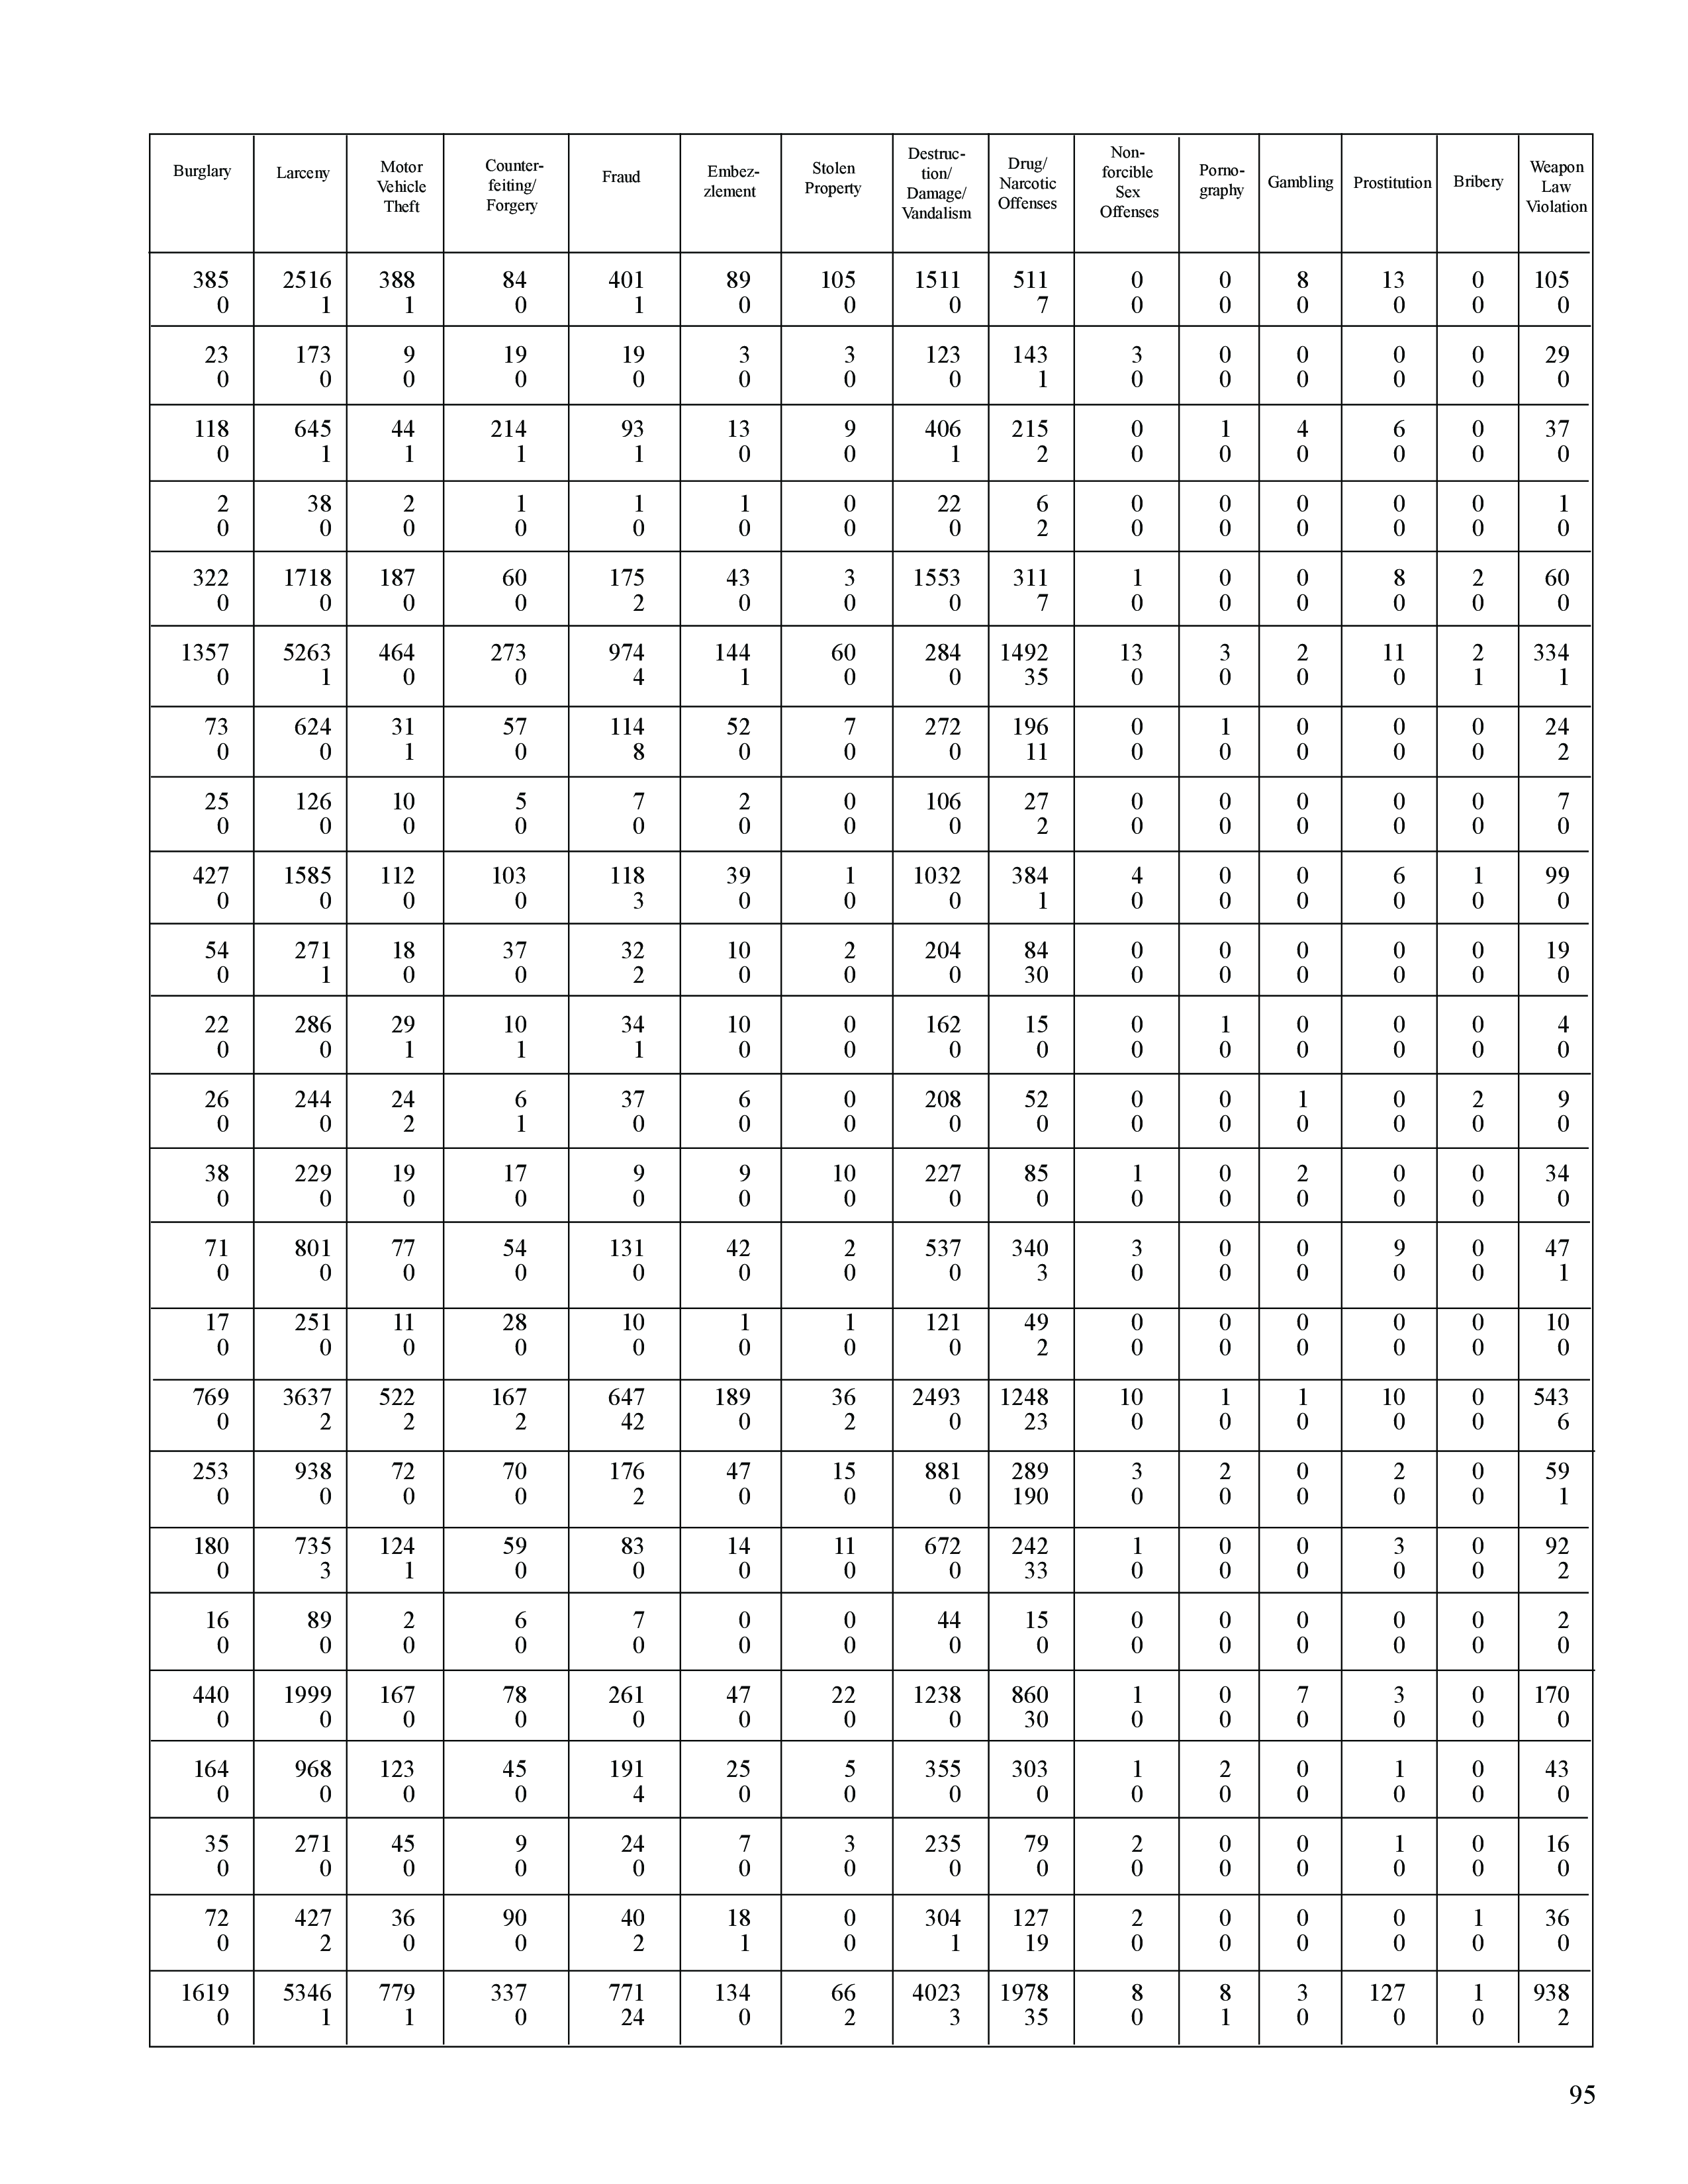 Burglary Larceny Motor Vehicle Theft Counter-feiting/ Forgery Fraud Embez-zlement Stolen Property Destruc-tion/ Damage/ Vandalism Drug/ Narcotic Offenses Non-forcible Sex Offenses Porno-graphy Gambling Prostitution Bribery Weapon Law Violation
385 2516 388 84 401 89 105 1511 511 0 0 8 13 0 105
0 1 1 0 1 0 0 0 7 0 0 0 0 0 0
23 173 9 19 19 3 3 123 143 3 0 0 0 0 29
0 0 0 0 0 0 0 0 1 0 0 0 0 0 0
118 645 44 214 93 13 9 406 215 0 1 4 6 0 37
0 1 1 1 1 0 0 1 2 0 0 0 0 0 0
2 38 2 1 1 1 0 22 6 0 0 0 0 0 1
0 0 0 0 0 0 0 0 2 0 0 0 0 0 0
322 1718 187 60 175 43 3 1553 311 1 0 0 8 2 60
0 0 0 0 2 0 0 0 7 0 0 0 0 0 0
1357 5263 464 273 974 144 60 284 1492 13 3 2 11 2 334
0 1 0 0 4 1 0 0 35 0 0 0 0 1 1
73 624 31 57 114 52 7 272 196 0 1 0 0 0 24
0 0 1 0 8 0 0 0 11 0 0 0 0 0 2
25 126 10 5 7 2 0 106 27 0 0 0 0 0 7
0 0 0 0 0 0 0 0 2 0 0 0 0 0 0
427 1585 112 103 118 39 1 1032 384 4 0 0 6 1 99
0 0 0 0 3 0 0 0 1 0 0 0 0 0 0
54 271 18 37 32 10 2 204 84 0 0 0 0 0 19
0 1 0 0 2 0 0 0 30 0 0 0 0 0 0
22 286 29 10 34 10 0 162 15 0 1 0 0 0 4
0 0 1 1 1 0 0 0 0 0 0 0 0 0 0
26 244 24 6 37 6 0 208 52 0 0 1 0 2 9
0 0 2 1 0 0 0 0 0 0 0 0 0 0 0
38 229 19 17 9 9 10 227 85 1 0 2 0 0 34
0 0 0 0 0 0 0 0 0 0 0 0 0 0 0
71 801 77 54 131 42 2 537 340 3 0 0 9 0 47
0 0 0 0 0 0 0 0 3 0 0 0 0 0 1
17 251 11 28 10 1 1 121 49 0 0 0 0 0 10
0 0 0 0 0 0 0 0 2 0 0 0 0 0 0
769 3637 522 167 647 189 36 2493 1248 10 1 1 10 0 543
0 2 2 2 42 0 2 0 23 0 0 0 0 0 6
253 938 72 70 176 47 15 881 289 3 2 0 2 0 59
0 0 0 0 2 0 0 0 190 0 0 0 0 0 1
180 735 124 59 83 14 11 672 242 1 0 0 3 0 92
0 3 1 0 0 0 0 0 33 0 0 0 0 0 2
16 89 2 6 7 0 0 44 15 0 0 0 0 0 2
0 0 0 0 0 0 0 0 0 0 0 0 0 0 0
440 1999 167 78 261 47 22 1238 860 1 0 7 3 0 170
0 0 0 0 0 0 0 0 30 0 0 0 0 0 0
164 968 123 45 191 25 5 355 303 1 2 0 1 0 43
0 0 0 0 4 0 0 0 0 0 0 0 0 0 0
35 271 45 9 24 7 3 235 79 2 0 0 1 0 16
0 0 0 0 0 0 0 0 0 0 0 0 0 0 0
72 427 36 90 40 18 0 304 127 2 0 0 0 1 36
0 2 0 0 2 1 0 1 19 0 0 0 0 0 0
1619 5346 779 337 771 134 66 4023 1978 8 8 3 127 1 938
0 1 1 0 24 0 2 3 35 0 1 0 0 0 2
95